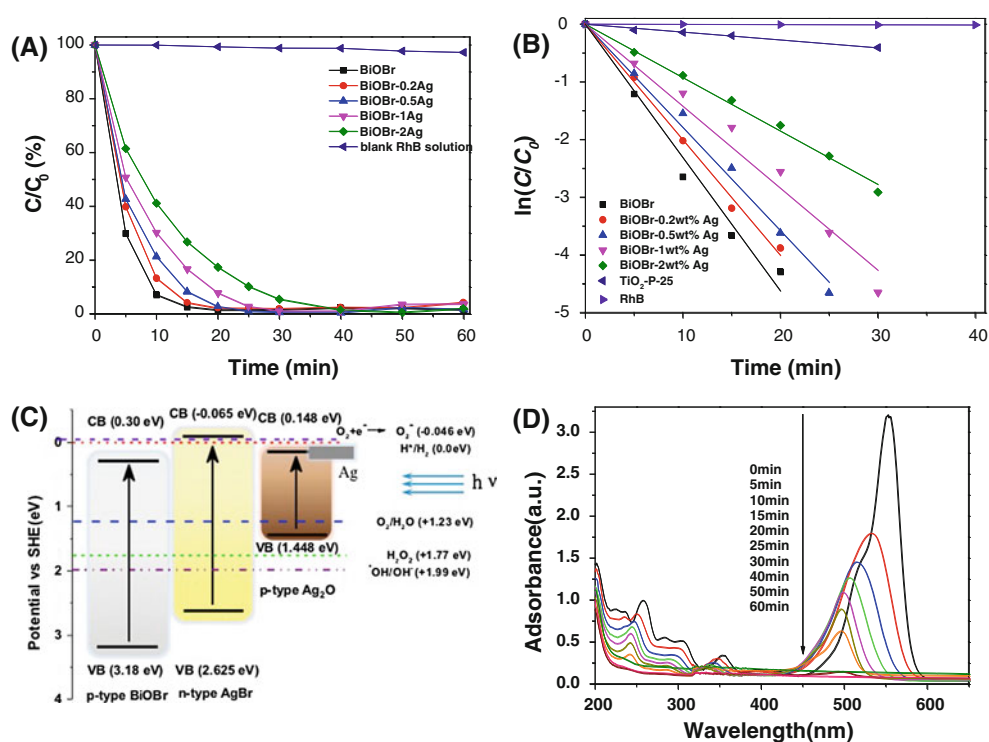 (A)
100
80
60
40
20
0
C/C0 (%)
BiOBr
BiOBr-0.2Ag
BiOBr-0.5Ag
BiOBr-1Ag
BiOBr-2Ag
blank RhB solution
0 10 20 30 40 50 60
Time (min)
(B)
0
-1
-2
-3
-4
-5
ln(C/C0)
BiOBr
BiOBr-0.2wt% Ag
BiOBr-0.5wt% Ag
BiOBr-1wt% Ag
BiOBr-2wt% Ag
TiO2-P-25
RhB
0 10 20 30 40
Time (min)
(C)
CB (0.30 eV)
CB (-0.065 eV)
CB (0.148 eV)
O2+e- → O2- (-0.046 eV)
H+/H2 (0.0eV)
Ag
h ν
O2/H2O (+1.23 eV)
VB (1.448 eV)
H2O2 (+1.77 eV)
·OH/OH- (+1.99 eV)
p-type Ag2O
VB (3.18 eV)
VB (2.625 eV)
p-type BiOBr
n-type AgBr
0
1
2
3
4
Potential vs SHE(eV)
(D)
3.0
2.5
2.0
1.5
1.0
0.5
0.0
Adsorbance(a.u.)
0min
5min
10min
15min
20min
25min
30min
40min
50min
60min
200 300 400 500 600
Wavelength(nm)